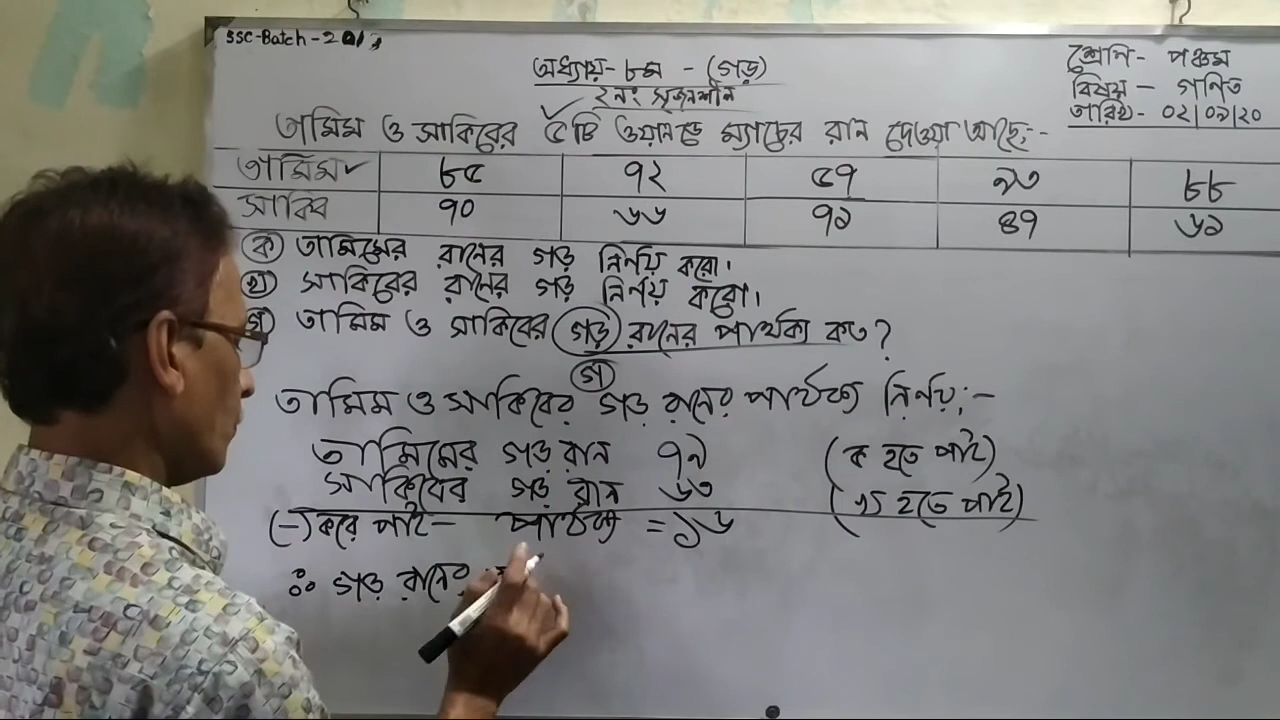 SSC-Batch-20
শ্রেণি- পঞ্চম
বিষয় - গণিত
তারিখ- ০২/০৯/২০
অধ্যায়-৮ম - (গড়)
২নং সৃজনশীল
তামিম ও সাকিবের ৫টি ওয়ানডে ম্যাচের রান দেওয়া আছে:-
তামিম ৮৫ ৭২ ৫৭ ৯৩ ৮৮
সাকিব ৭০ ৬৬ ৭১ ৪৭ ৬১
ক তামিমের রানের গড় নির্ণয় করো।
খ সাকিবের রানের গড় নির্ণয় করো।
গ তামিম ও সাকিবের গড় রানের পার্থক্য কত?
গ
তামিম ও সাকিবের গড় রানের পার্থক্য নির্ণয়:-
তামিমের গড় রান ৭৯ (ক হতে পাই)
সাকিবের গড় রান ৬৩ (খ হতে পাই)
(-) করে পাই- পার্থক্য = ১৬
∴ গড় রানের